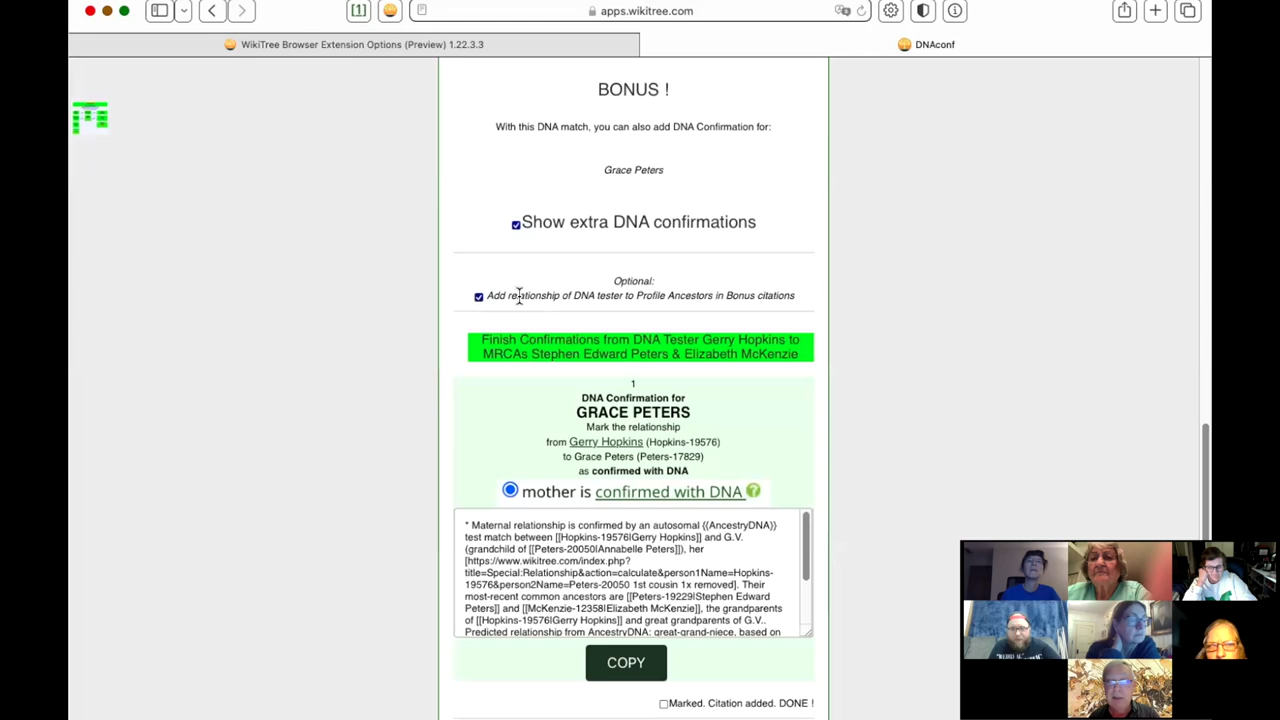 [1]
apps.wikitree.com
WikiTree Browser Extension Options (Preview) 1.22.3.3
DNAconf
BONUS !
With this DNA match, you can also add DNA Confirmation for:
Grace Peters
Show extra DNA confirmations
Optional:
Add relationship of DNA tester to Profile Ancestors in Bonus citations
Finish Confirmations from DNA Tester Gerry Hopkins to
MRCAs Stephen Edward Peters & Elizabeth McKenzie
1
DNA Confirmation for
GRACE PETERS
Mark the relationship
from Gerry Hopkins (Hopkins-19576)
to Grace Peters (Peters-17829)
as confirmed with DNA
mother is confirmed with DNA ?
* Maternal relationship is confirmed by an autosomal {{AncestryDNA}}
test match between [[Hopkins-19576|Gerry Hopkins]] and G.V.
(grandchild of [[Peters-20050|Annabelle Peters]]), her
[https://www.wikitree.com/index.php?
title=Special:Relationship&action=calculate&person1Name=Hopkins-
19576&person2Name=Peters-20050 1st cousin 1x removed]. Their
most-recent common ancestors are [[Peters-19229|Stephen Edward
Peters]] and [[McKenzie-12358|Elizabeth McKenzie]], the grandparents
of [[Hopkins-19576|Gerry Hopkins]] and great grandparents of G.V..
Predicted relationship from AncestryDNA: great-grand-niece, based on
COPY
Marked. Citation added. DONE !